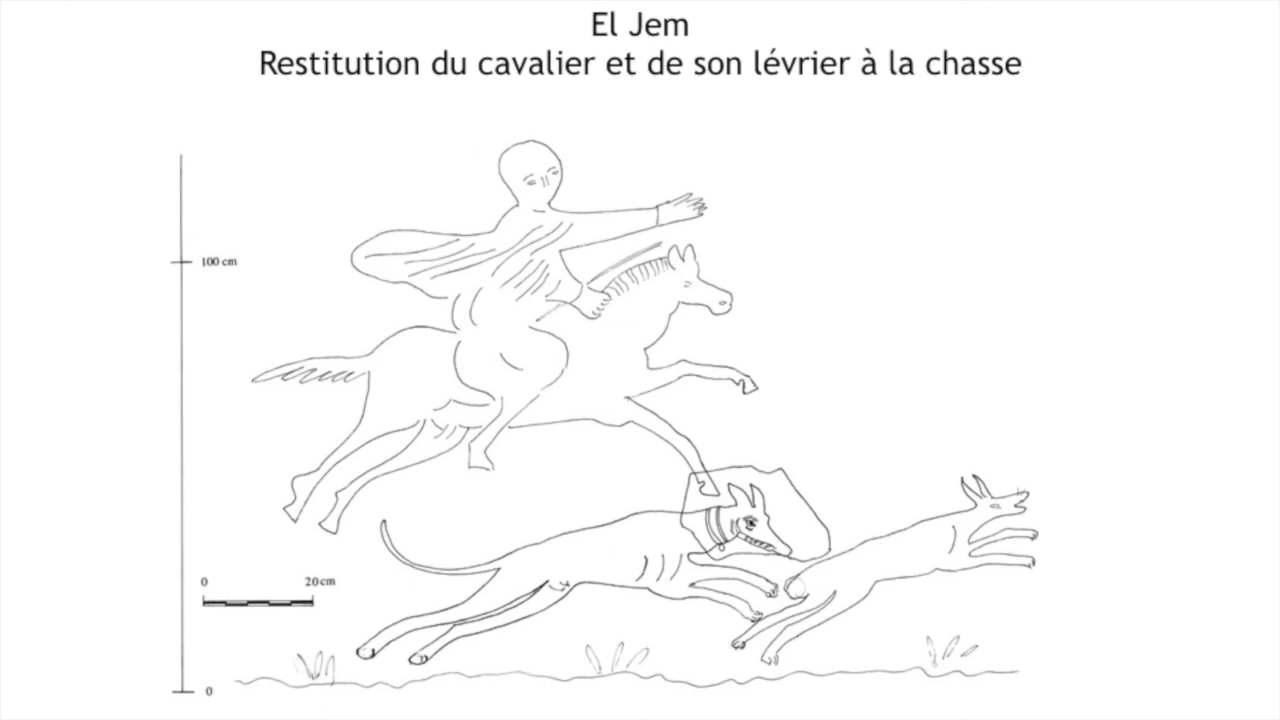 El Jem
Restitution du cavalier et de son lévrier à la chasse
100 cm
0 20 cm
0